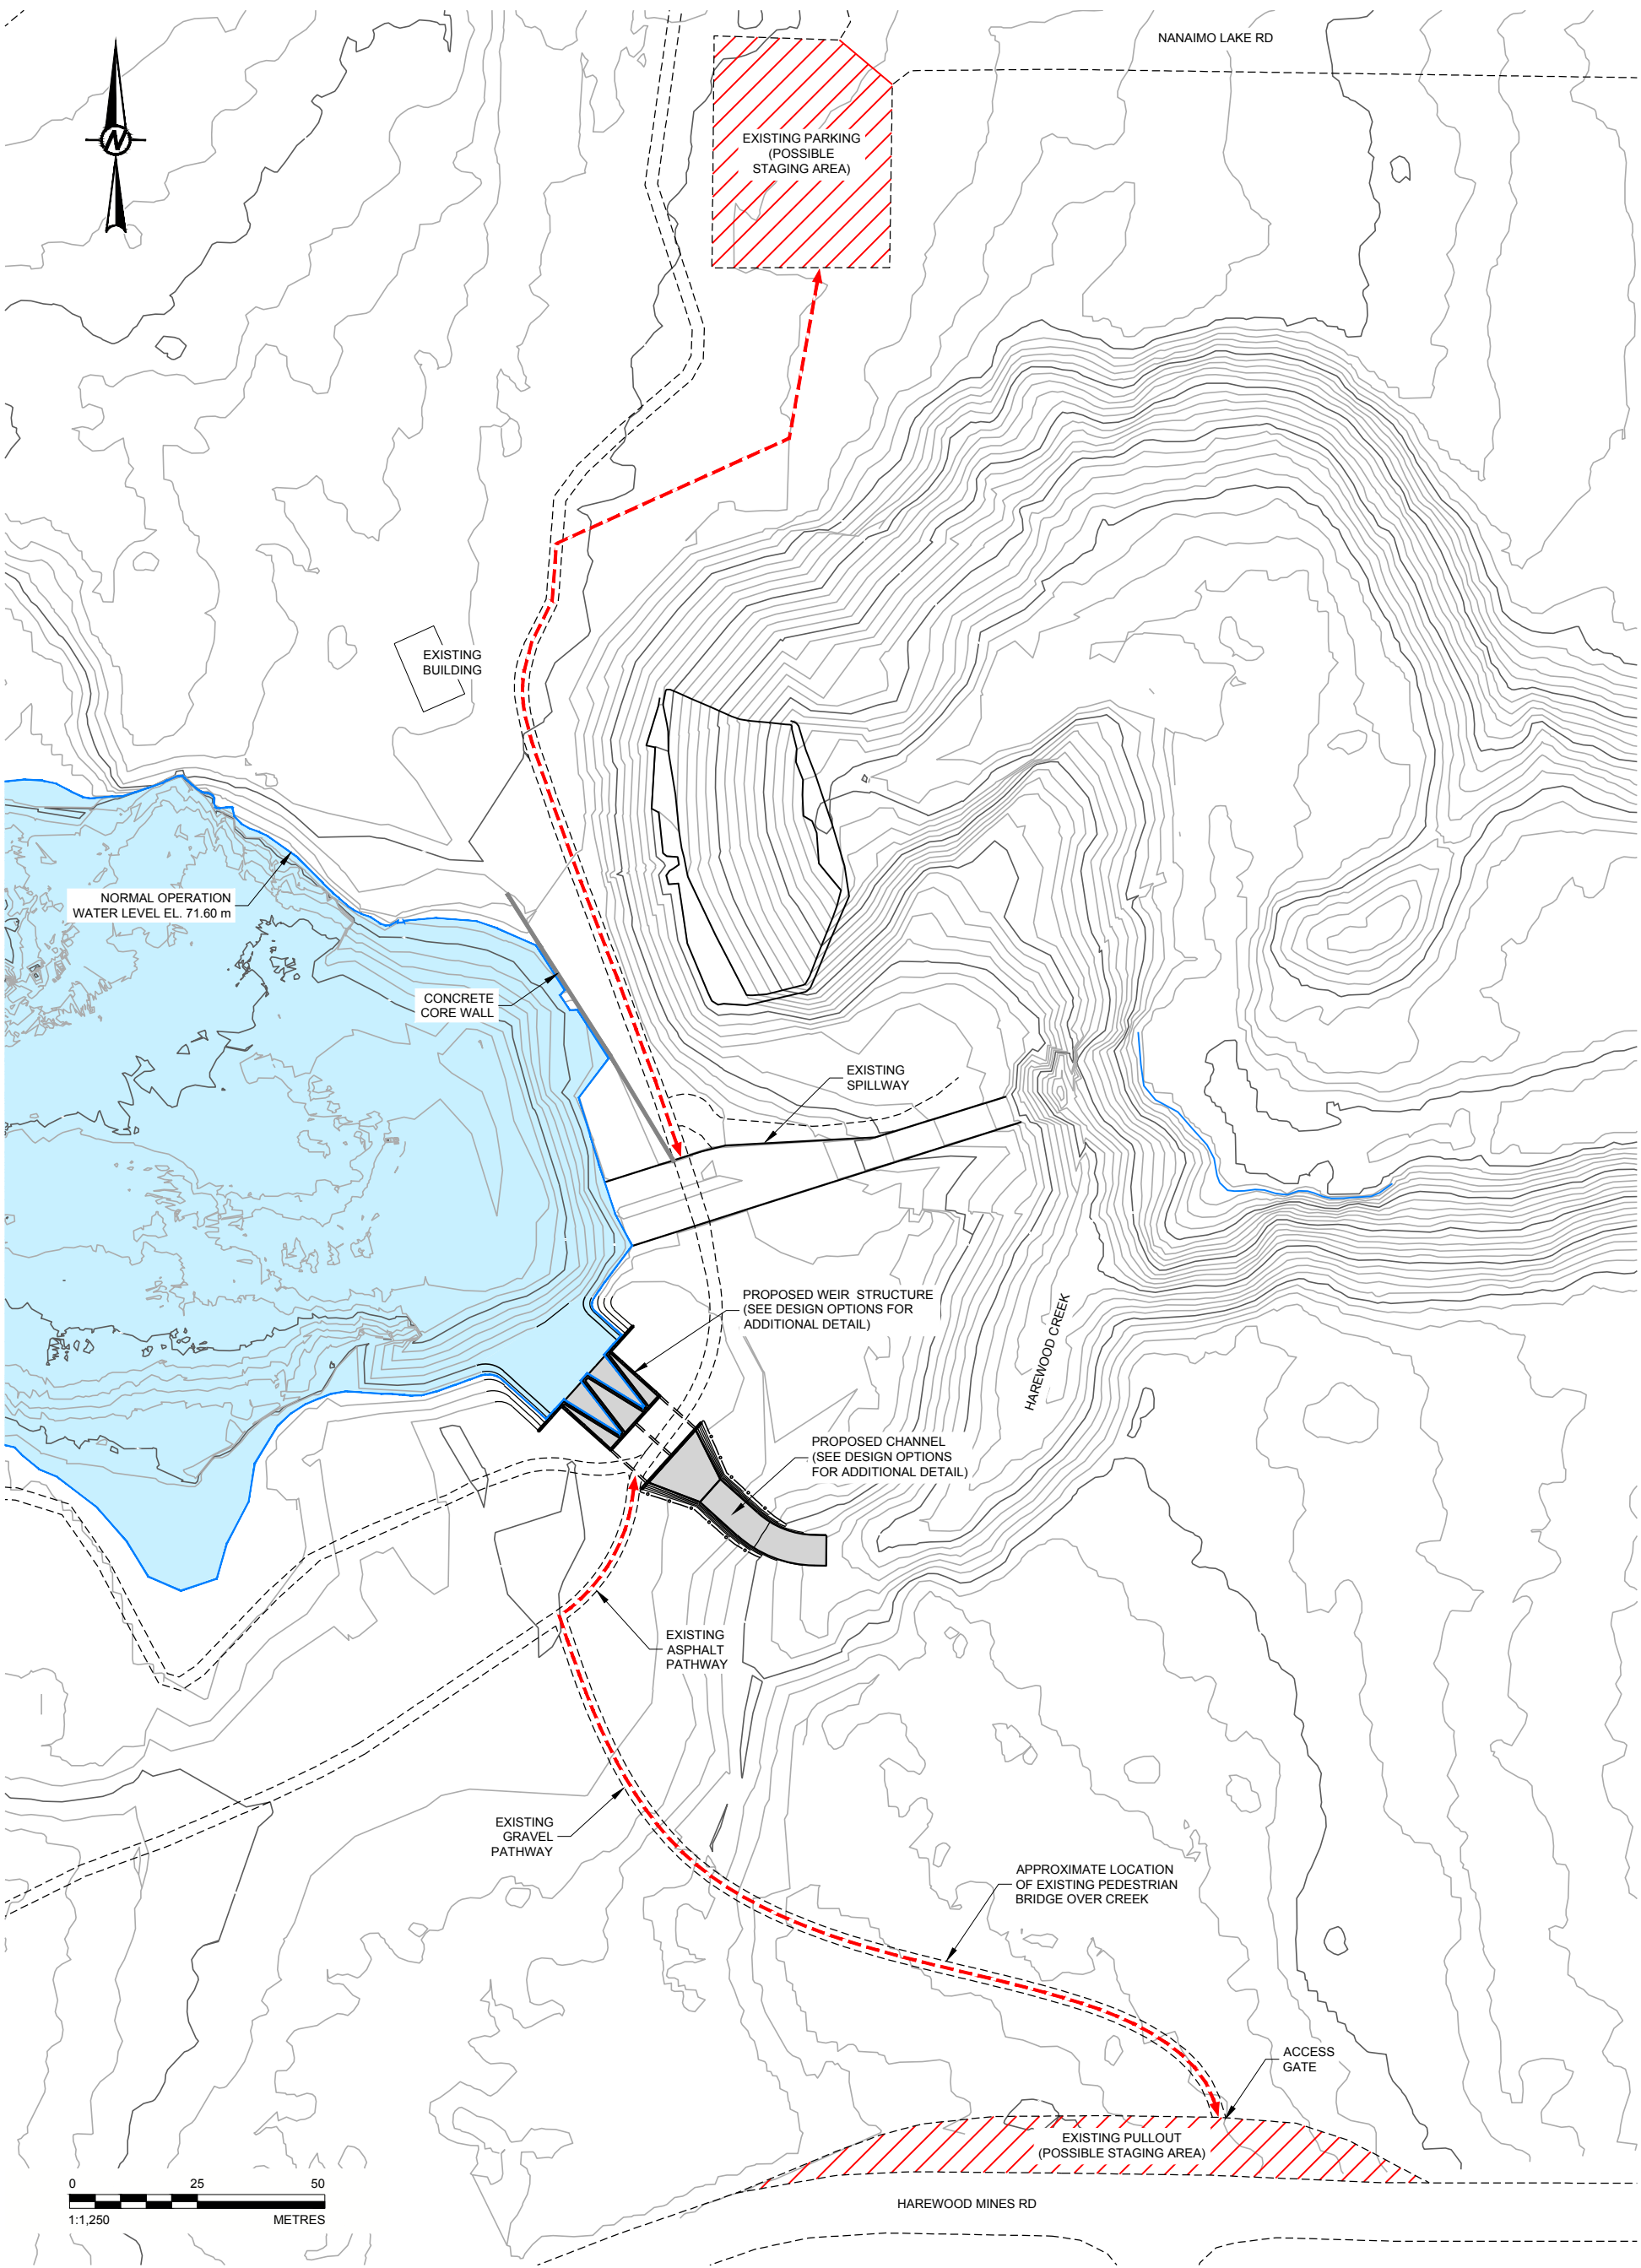 NANAIMO LAKE RD
N
EXISTING PARKING
(POSSIBLE
STAGING AREA)
EXISTING
BUILDING
NORMAL OPERATION
WATER LEVEL EL. 71.60 m
CONCRETE
CORE WALL
EXISTING
SPILLWAY
PROPOSED WEIR STRUCTURE
(SEE DESIGN OPTIONS FOR
ADDITIONAL DETAIL)
HAREWOOD CREEK
PROPOSED CHANNEL
(SEE DESIGN OPTIONS
FOR ADDITIONAL DETAIL)
EXISTING
ASPHALT
PATHWAY
EXISTING
GRAVEL
PATHWAY
APPROXIMATE LOCATION
OF EXISTING PEDESTRIAN
BRIDGE OVER CREEK
ACCESS
GATE
EXISTING PULLOUT
(POSSIBLE STAGING AREA)
HAREWOOD MINES RD
0 25 50
1:1,250 METRES